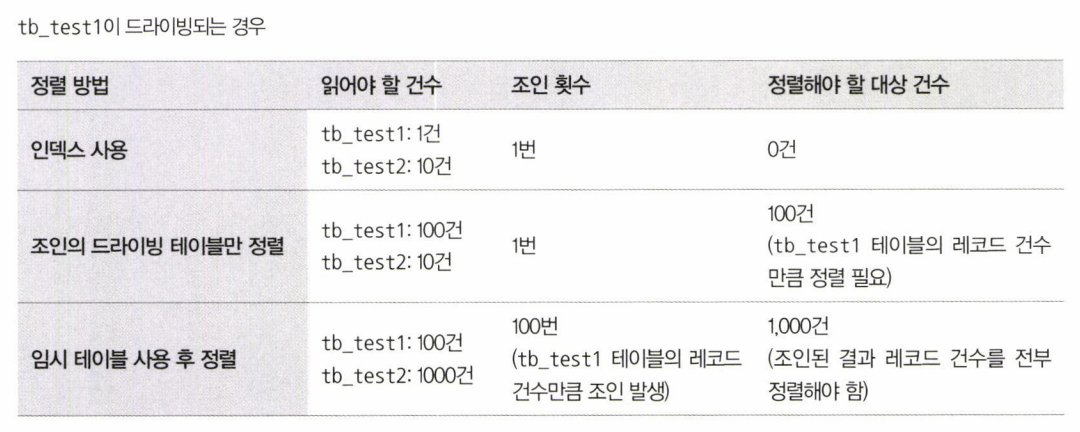 tb_test1이 드라이빙되는 경우
정렬 방법 읽어야 할 건수 조인 횟수 정렬해야 할 대상 건수
인덱스 사용 tb_test1: 1건 tb_test2: 10건 1번 0건
조인의 드라이빙 테이블만 정렬 tb_test1: 100건 tb_test2: 10건 1번 100건 (tb_test1 테이블의 레코드 건수만큼 정렬 필요)
임시 테이블 사용 후 정렬 tb_test1: 100건 tb_test2: 1000건 100번 (tb_test1 테이블의 레코드 건수만큼 조인 발생) 1,000건 (조인된 결과 레코드 건수를 전부 정렬해야 함)